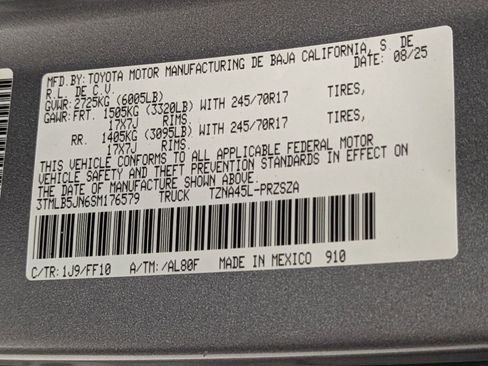 MFD.BY: TOYOTA MOTOR MANUFACTURING DE BAJA CALIFORNIA, S. DE
R.L. DE C.V. DATE: 08/25
GVWR: 2725KG (6005LB)
GAWR: FRT. 1505KG (3320LB) WITH 245/70R17 TIRES,
17X7J RIMS.
RR. 1405KG (3095LB) WITH 245/70R17 TIRES,
17X7J RIMS.
THIS VEHICLE CONFORMS TO ALL APPLICABLE FEDERAL MOTOR
VEHICLE SAFETY AND THEFT PREVENTION STANDARDS IN EFFECT ON
THE DATE OF MANUFACTURE SHOWN ABOVE.
3TMLB5JN6SM176579 TRUCK TZNA45L-PRZSZA
C/TR: 1J9/FF10 A/TM: /AL80F MADE IN MEXICO 910